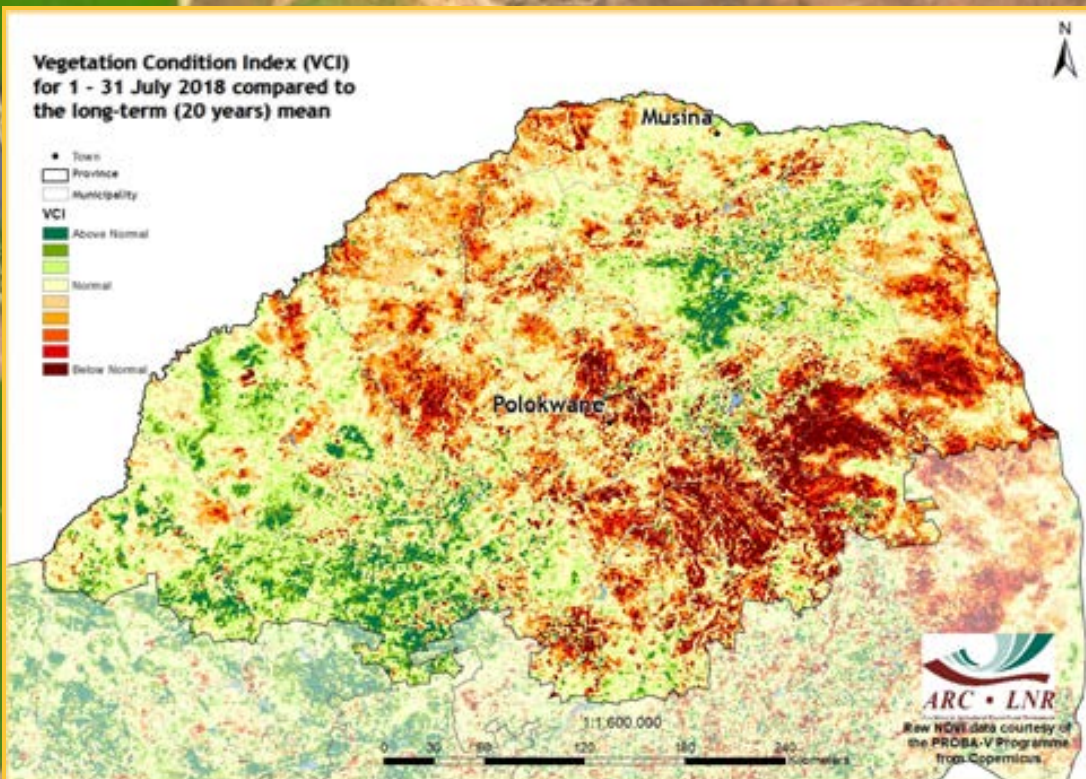 N
Vegetation Condition Index (VCI)
for 1 - 31 July 2018 compared to
the long-term (20 years) mean
Town
Province
Municipality
VCI
Above Normal
Normal
Below Normal
Musina
Polokwane
ARC • LNR
1:1 600 000
0 30 60 120 180 240
Kilometers
Raw NDVI data courtesy of
the PROBA-V Programme
from Copernicus